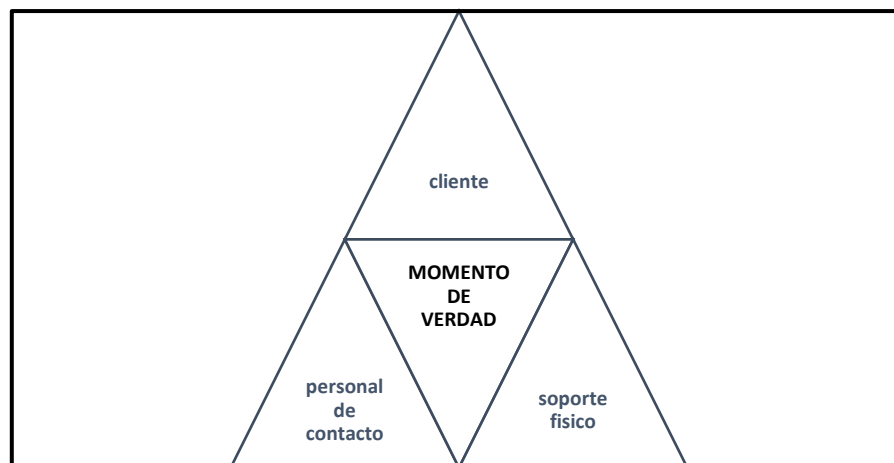 cliente
MOMENTO
DE
VERDAD
personal
de
contacto
soporte
fisico